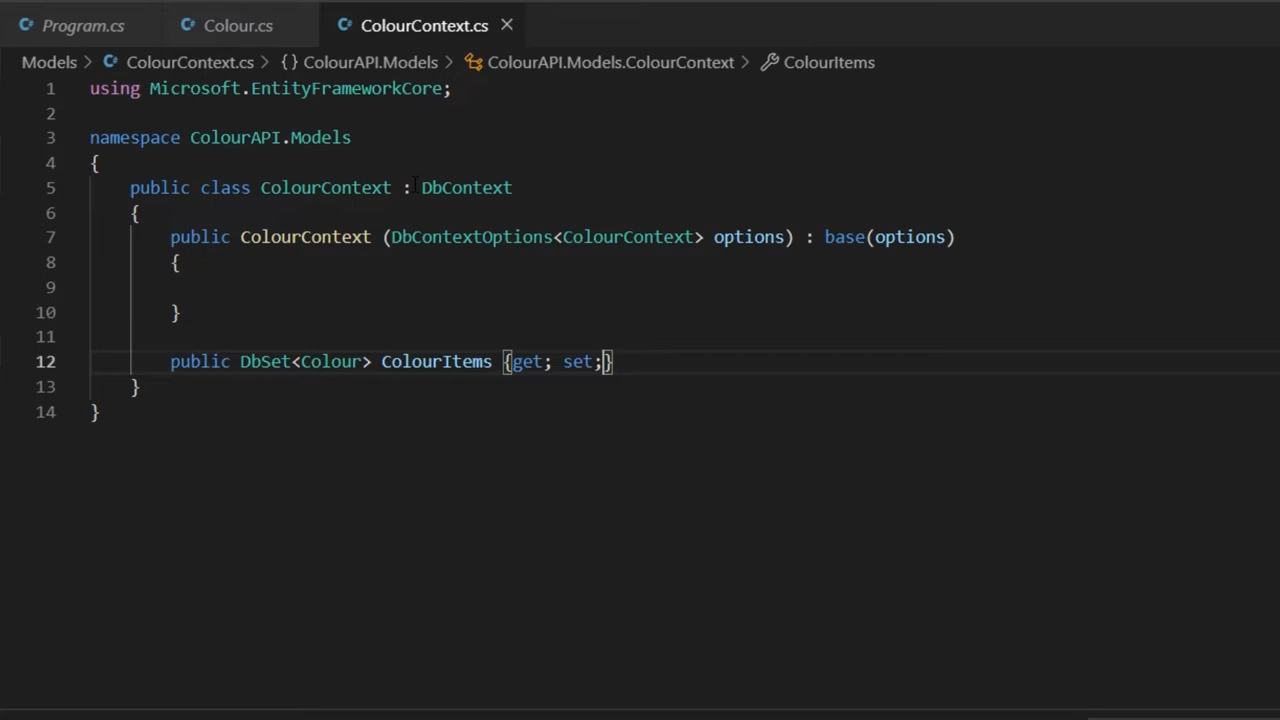 Program.cs Colour.cs ColourContext.cs
Models ColourContext.cs {} ColourAPI.Models ColourAPI.Models.ColourContext ColourItems
1 using Microsoft.EntityFrameworkCore;
2
3 namespace ColourAPI.Models
4 {
5 public class ColourContext : DbContext
6 {
7 public ColourContext (DbContextOptions<ColourContext> options) : base(options)
8 {
9
10 }
11
12 public DbSet<Colour> ColourItems {get; set;}
13 }
14 }